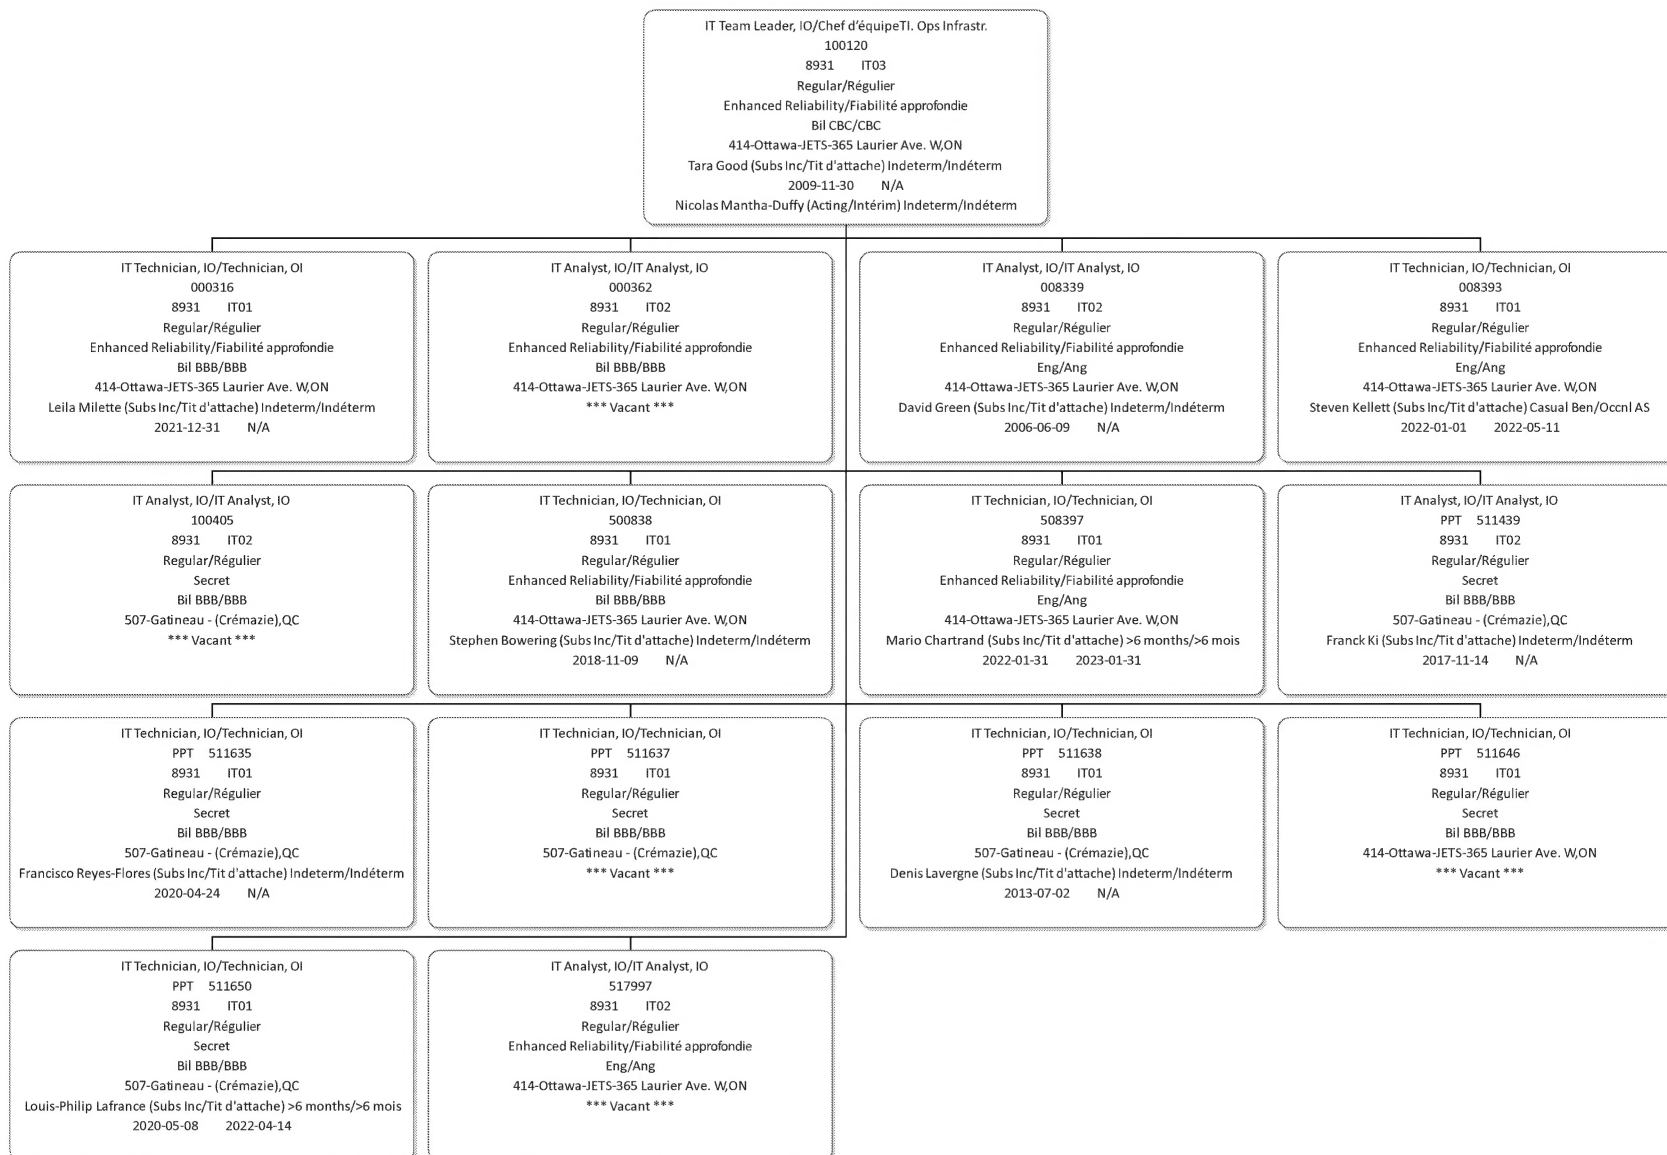 IT Team Leader, IO/Chef d'équipeTI. Ops Infrastr.
100120
8931 IT03
Regular/Régulier
Enhanced Reliability/Fiabilité approfondie
Bil CBC/CBC
414-Ottawa-JETS-365 Laurier Ave. W,ON
Tara Good (Subs Inc/Tit d'attache) Indeterm/Indéterm
2009-11-30 N/A
Nicolas Mantha-Duffy (Acting/Intérim) Indeterm/Indéterm
IT Technician, IO/Technician, OI
000316
8931 IT01
Regular/Régulier
Enhanced Reliability/Fiabilité approfondie
Bil BBB/BBB
414-Ottawa-JETS-365 Laurier Ave. W,ON
Leila Milette (Subs Inc/Tit d'attache) Indeterm/Indéterm
2021-12-31 N/A
IT Analyst, IO/IT Analyst, IO
000362
8931 IT02
Regular/Régulier
Enhanced Reliability/Fiabilité approfondie
Bil BBB/BBB
414-Ottawa-JETS-365 Laurier Ave. W,ON
*** Vacant ***
IT Analyst, IO/IT Analyst, IO
008339
8931 IT02
Regular/Régulier
Enhanced Reliability/Fiabilité approfondie
Eng/Ang
414-Ottawa-JETS-365 Laurier Ave. W,ON
David Green (Subs Inc/Tit d'attache) Indeterm/Indéterm
2006-06-09 N/A
IT Technician, IO/Technician, OI
008393
8931 IT01
Regular/Régulier
Enhanced Reliability/Fiabilité approfondie
Eng/Ang
414-Ottawa-JETS-365 Laurier Ave. W,ON
Steven Kellett (Subs Inc/Tit d'attache) Casual Ben/Occnl AS
2022-01-01 2022-05-11
IT Analyst, IO/IT Analyst, IO
100405
8931 IT02
Regular/Régulier
Secret
Bil BBB/BBB
507-Gatineau - (Crémazie),QC
*** Vacant ***
IT Technician, IO/Technician, OI
500838
8931 IT01
Regular/Régulier
Enhanced Reliability/Fiabilité approfondie
Bil BBB/BBB
414-Ottawa-JETS-365 Laurier Ave. W,ON
Stephen Bowering (Subs Inc/Tit d'attache) Indeterm/Indéterm
2018-11-09 N/A
IT Technician, IO/Technician, OI
508397
8931 IT01
Regular/Régulier
Enhanced Reliability/Fiabilité approfondie
Eng/Ang
414-Ottawa-JETS-365 Laurier Ave. W,ON
Mario Chartrand (Subs Inc/Tit d'attache) >6 months/>6 mois
2022-01-31 2023-01-31
IT Analyst, IO/IT Analyst, IO
PPT 511439
8931 IT02
Regular/Régulier
Secret
Bil BBB/BBB
507-Gatineau - (Crémazie),QC
Franck Ki (Subs Inc/Tit d'attache) Indeterm/Indéterm
2017-11-14 N/A
IT Technician, IO/Technician, OI
PPT 511635
8931 IT01
Regular/Régulier
Secret
Bil BBB/BBB
507-Gatineau - (Crémazie),QC
Francisco Reyes-Flores (Subs Inc/Tit d'attache) Indeterm/Indéterm
2020-04-24 N/A
IT Technician, IO/Technician, OI
PPT 511637
8931 IT01
Regular/Régulier
Secret
Bil BBB/BBB
507-Gatineau - (Crémazie),QC
*** Vacant ***
IT Technician, IO/Technician, OI
PPT 511638
8931 IT01
Regular/Régulier
Secret
Bil BBB/BBB
507-Gatineau - (Crémazie),QC
Denis Lavergne (Subs Inc/Tit d'attache) Indeterm/Indéterm
2013-07-02 N/A
IT Technician, IO/Technician, OI
PPT 511646
8931 IT01
Regular/Régulier
Secret
Bil BBB/BBB
414-Ottawa-JETS-365 Laurier Ave. W,ON
*** Vacant ***
IT Technician, IO/Technician, OI
PPT 511650
8931 IT01
Regular/Régulier
Secret
Bil BBB/BBB
507-Gatineau - (Crémazie),QC
Louis-Philip Lafrance (Subs Inc/Tit d'attache) >6 months/>6 mois
2020-05-08 2022-04-14
IT Analyst, IO/IT Analyst, IO
517997
8931 IT02
Regular/Régulier
Enhanced Reliability/Fiabilité approfondie
Eng/Ang
414-Ottawa-JETS-365 Laurier Ave. W,ON
*** Vacant ***